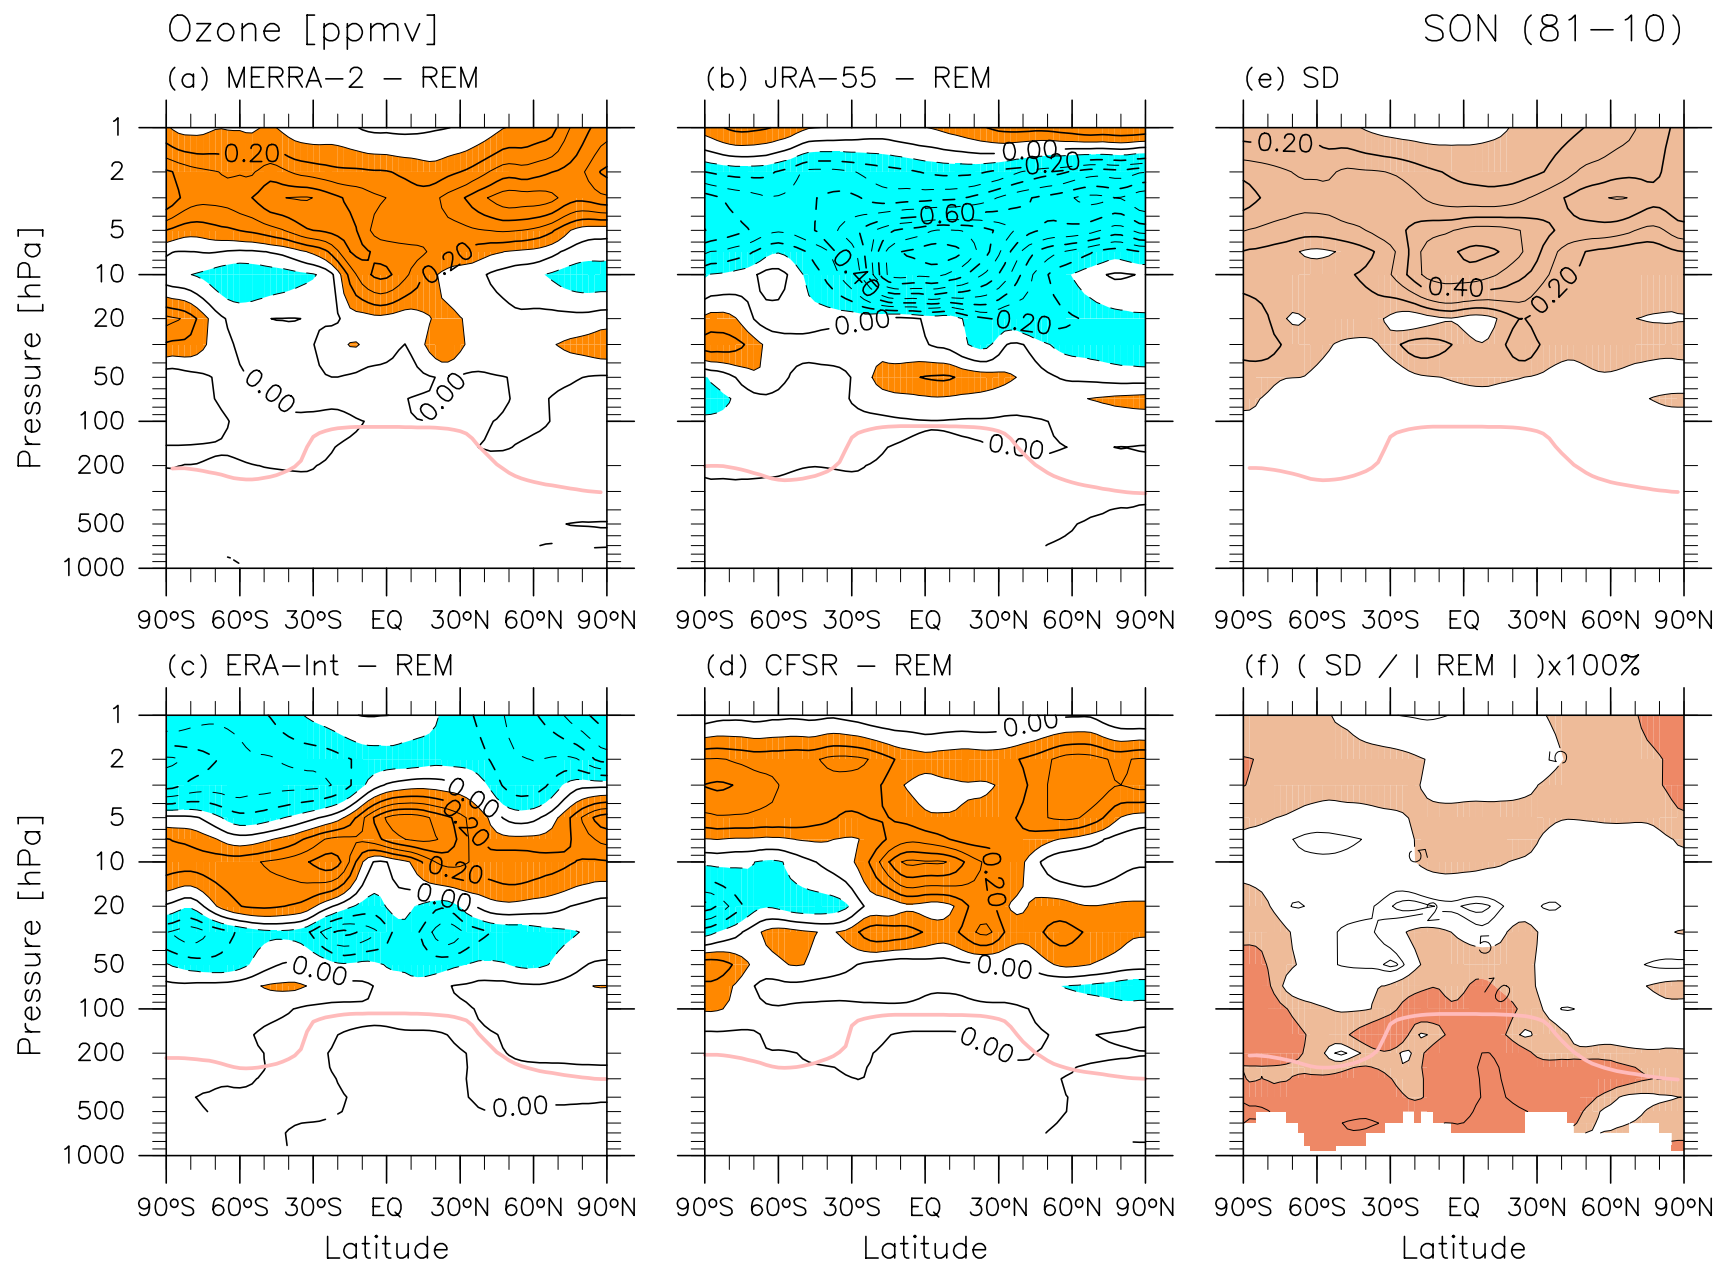 Ozone [ppmv]
SON (81-10)
(a) MERRA-2 - REM
(b) JRA-55 - REM
(e) SD
Pressure [hPa]
1
2
5
10
20
50
100
200
500
1000
0.20
0.20
0.00
0.00
0.00
0.20
0.60
0.40
0.00
0.20
0.00
0.20
0.40
0.20
90°S 60°S 30°S EQ 30°N 60°N 90°N
90°S 60°S 30°S EQ 30°N 60°N 90°N
90°S 60°S 30°S EQ 30°N 60°N 90°N
(c) ERA-Int - REM
(d) CFSR - REM
(f) ( SD / | REM | )x100%
Pressure [hPa]
1
2
5
10
20
50
100
200
500
1000
0.00
0.20
0.20
0.00
0.00
0.00
0.00
0.20
0.00
0.00
5
5
2
5
10
90°S 60°S 30°S EQ 30°N 60°N 90°N
90°S 60°S 30°S EQ 30°N 60°N 90°N
90°S 60°S 30°S EQ 30°N 60°N 90°N
Latitude
Latitude
Latitude